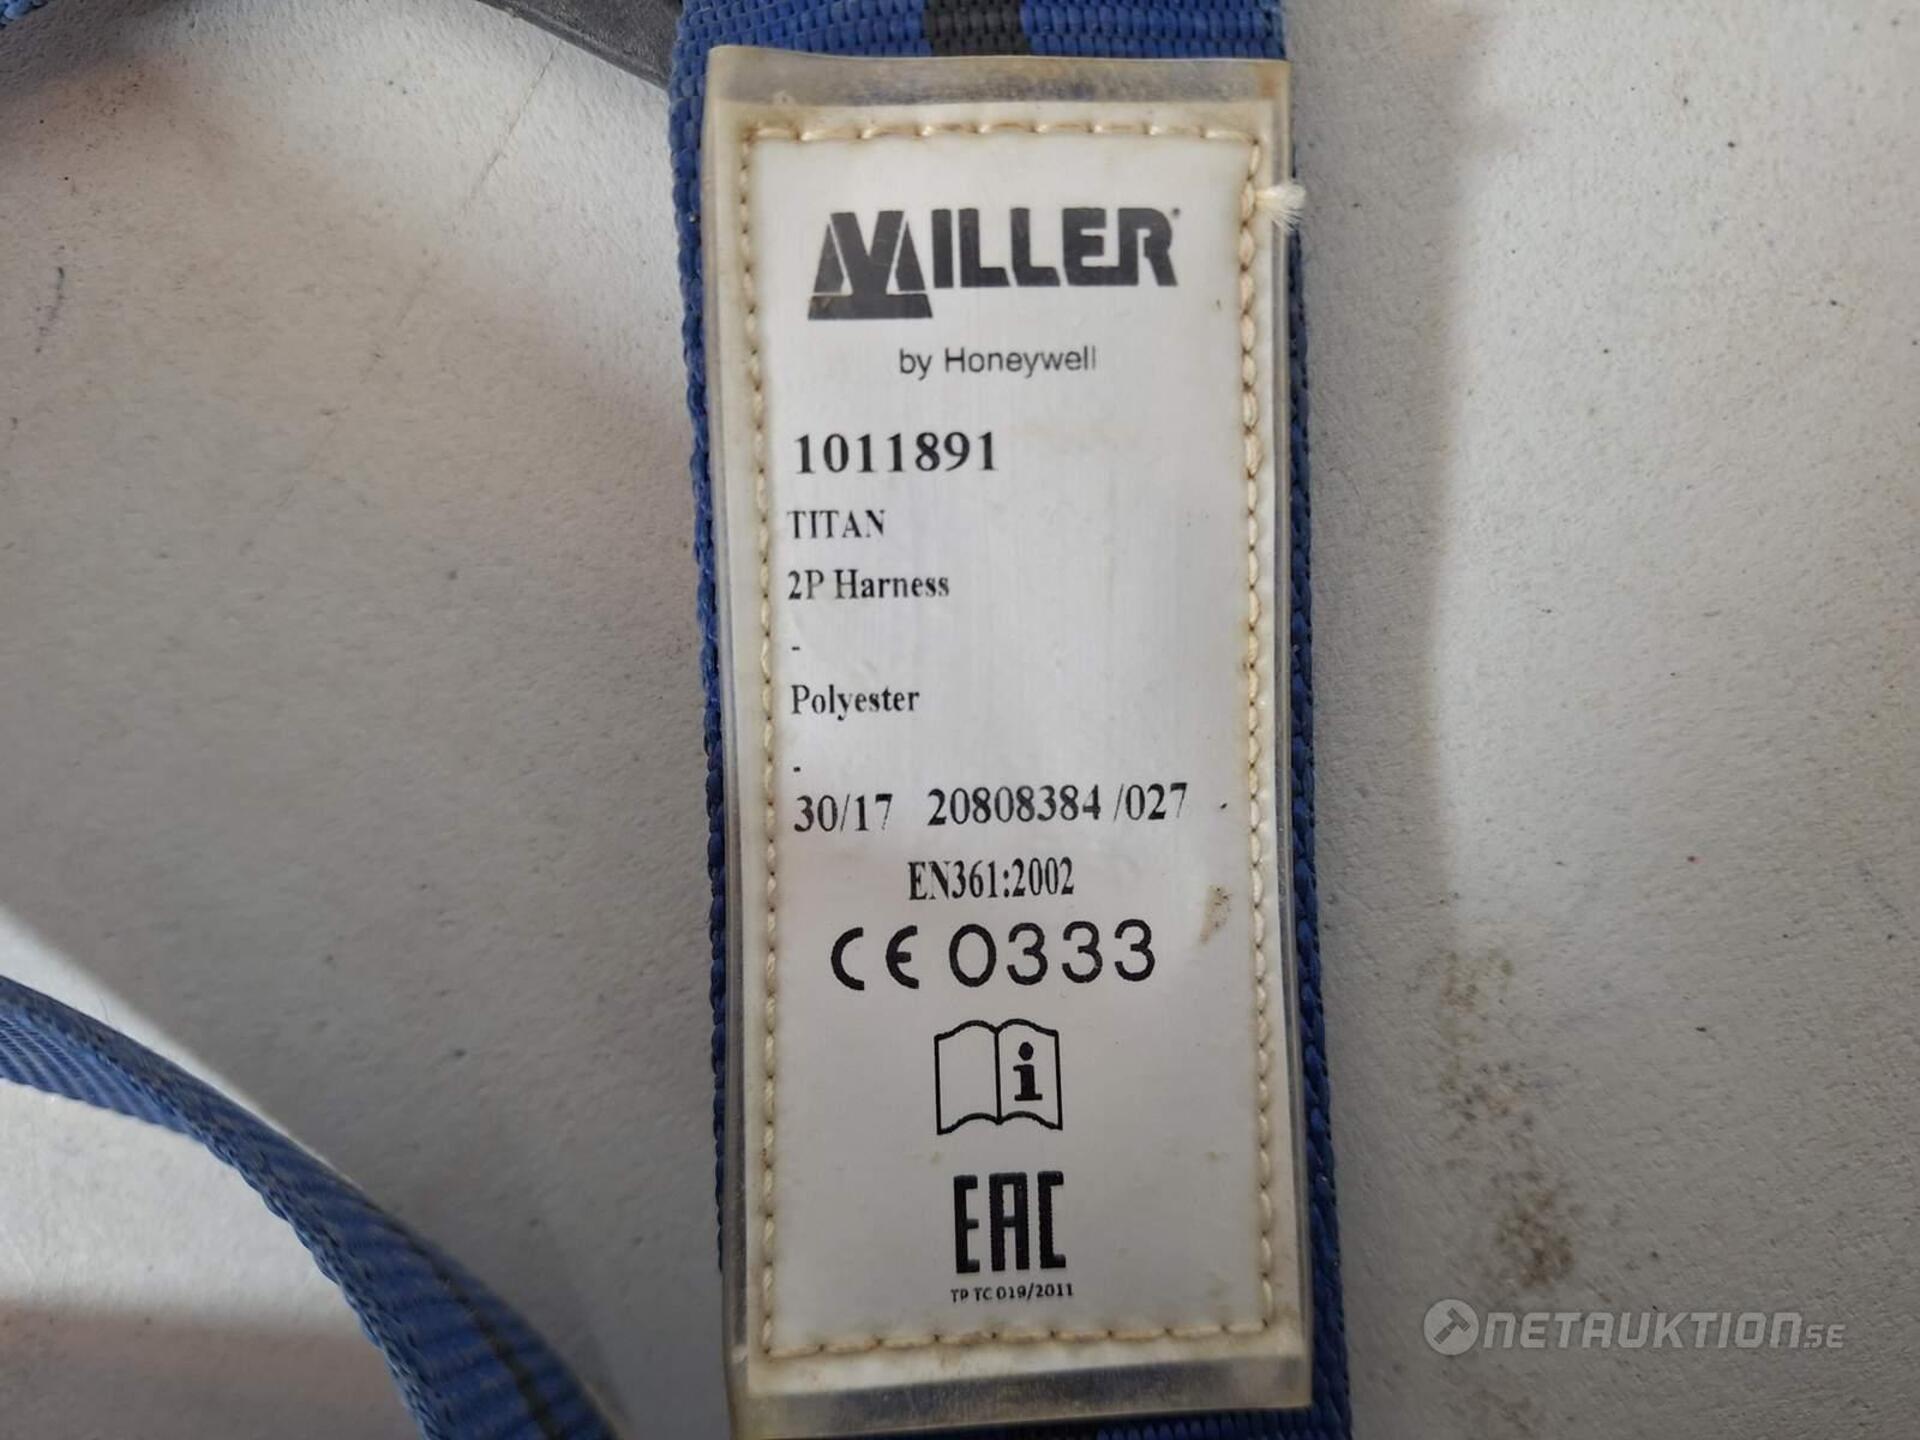 MILLER
by Honeywell
1011891
TITAN
2P Harness
-
Polyester
-
30/17 20808384 /027 -
EN361:2002
CE 0333
i
EAC
TP TC 019/2011
NETAUKTION.SE